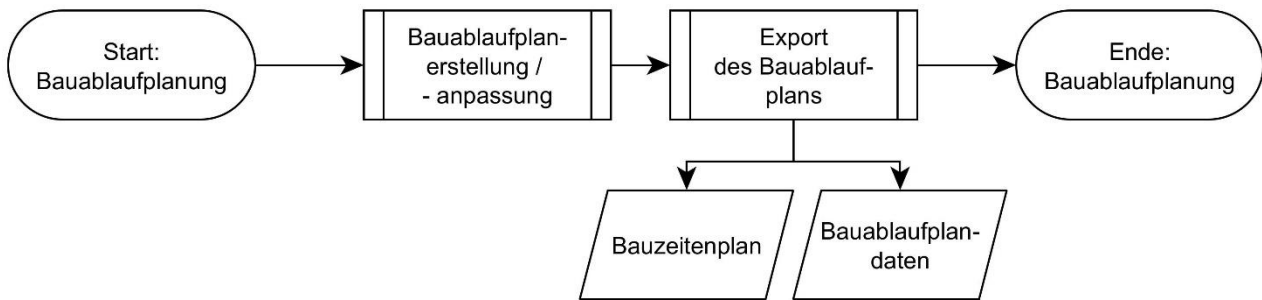 Start:
Bauablaufplanung
Bauablaufplan-
erstellung /
- anpassung
Export
des Bauablauf-
plans
Ende:
Bauablaufplanung
Bauzeitenplan
Bauablaufplan-
daten